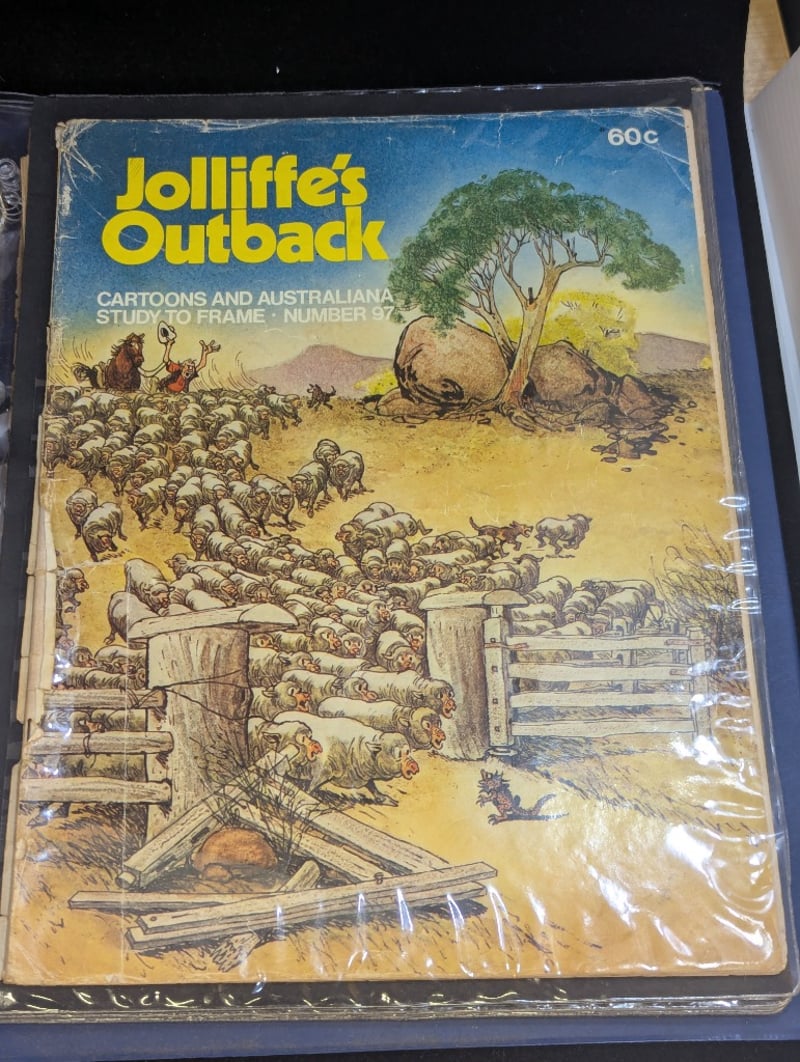 60c
Jolliffe's
Outback
CARTOONS AND AUSTRALIANA
STUDY TO FRAME · NUMBER 97